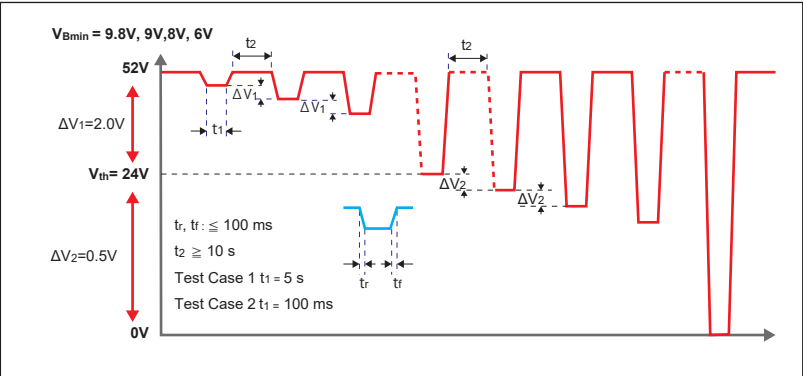 VBmin = 9.8V, 9V,8V, 6V
t2
t2
52V
ΔV1
ΔV1
ΔV1=2.0V
t1
Vth= 24V
ΔV2
ΔV2
tr, tf : ≦ 100 ms
t2 ≧ 10 s
ΔV2=0.5V
Test Case 1 t1 = 5 s
tr
tf
Test Case 2 t1 = 100 ms
0V